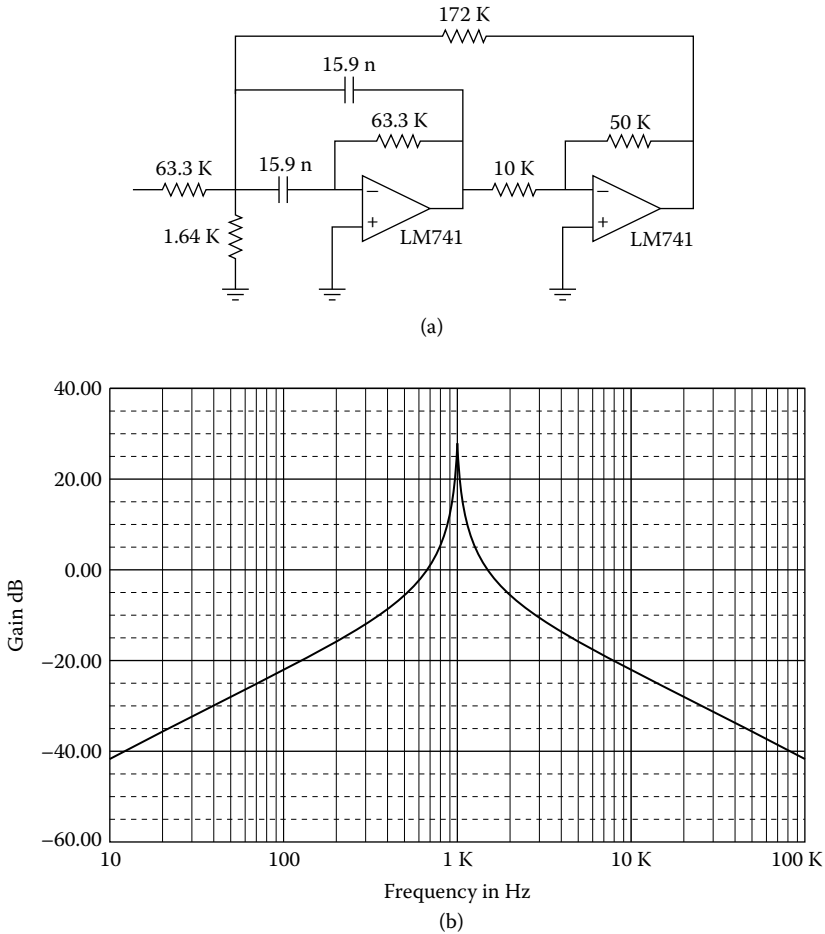 172 K
15.9 n
63.3 K
50 K
63.3 K
15.9 n
10 K
−
+
−
+
1.64 K
LM741
LM741
(a)
40.00
20.00
0.00
−20.00
−40.00
−60.00
Gain dB
10
100
1 K
10 K
100 K
Frequency in Hz
(b)